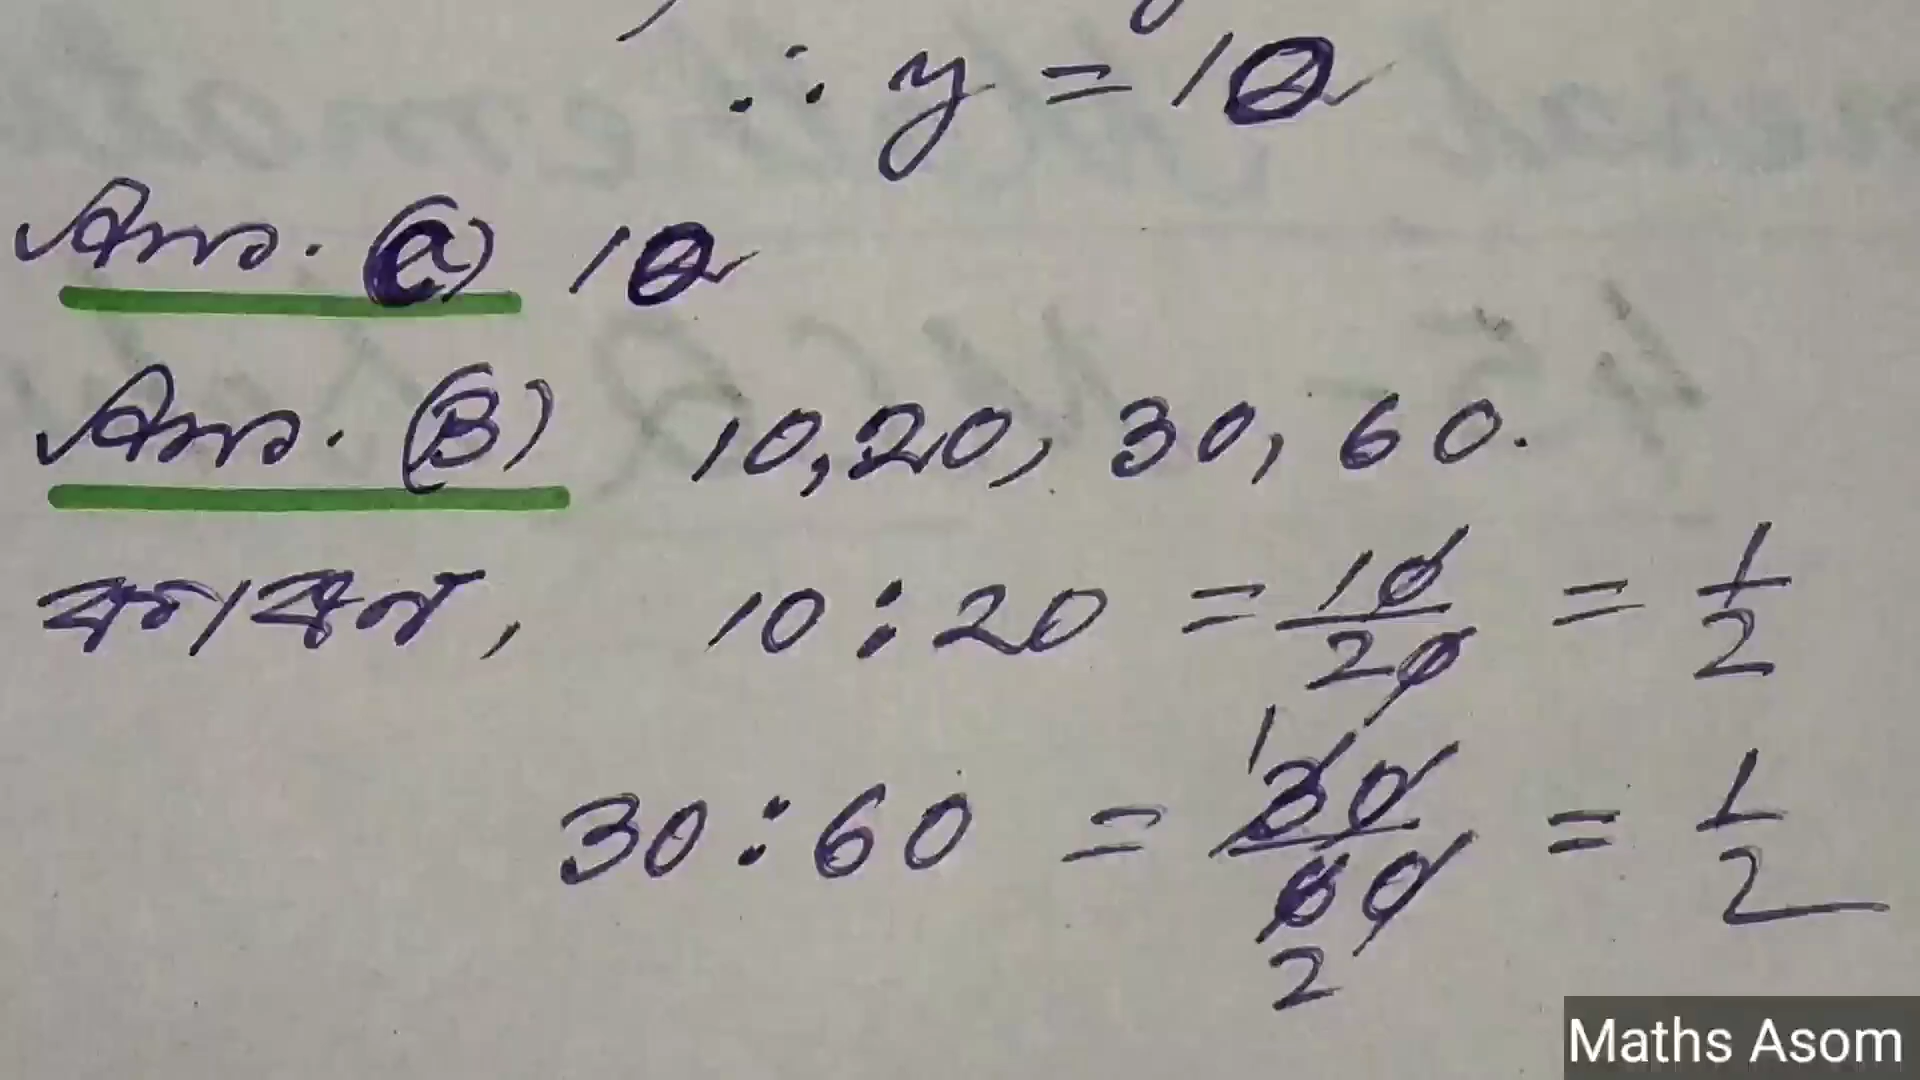 ∴ y = 10
Ans. (a) 10
Ans. (B) 10, 20, 30, 60.
10 : 20 = 10/20 = 1/2
30 : 60 = 30/60 = 1/2
Maths Asom